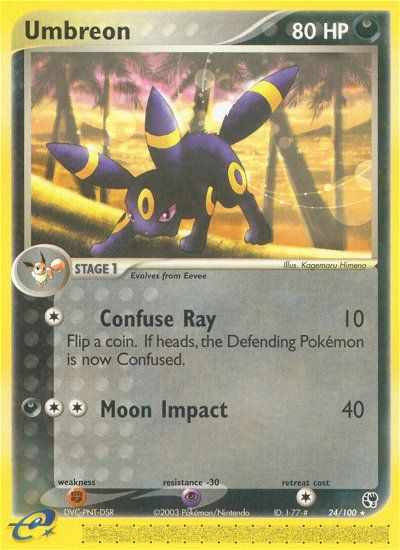 Umbreon 80 HP
Illus. Kagemaru Himeno
STAGE 1
Evolves from Eevee
Confuse Ray 10
Flip a coin. If heads, the Defending Pokémon
is now Confused.
Moon Impact 40
weakness resistance -30 retreat cost
DVC-PNT-DSR ©2003 Pokémon/Nintendo ID: I-77-# 24/100 ★
e